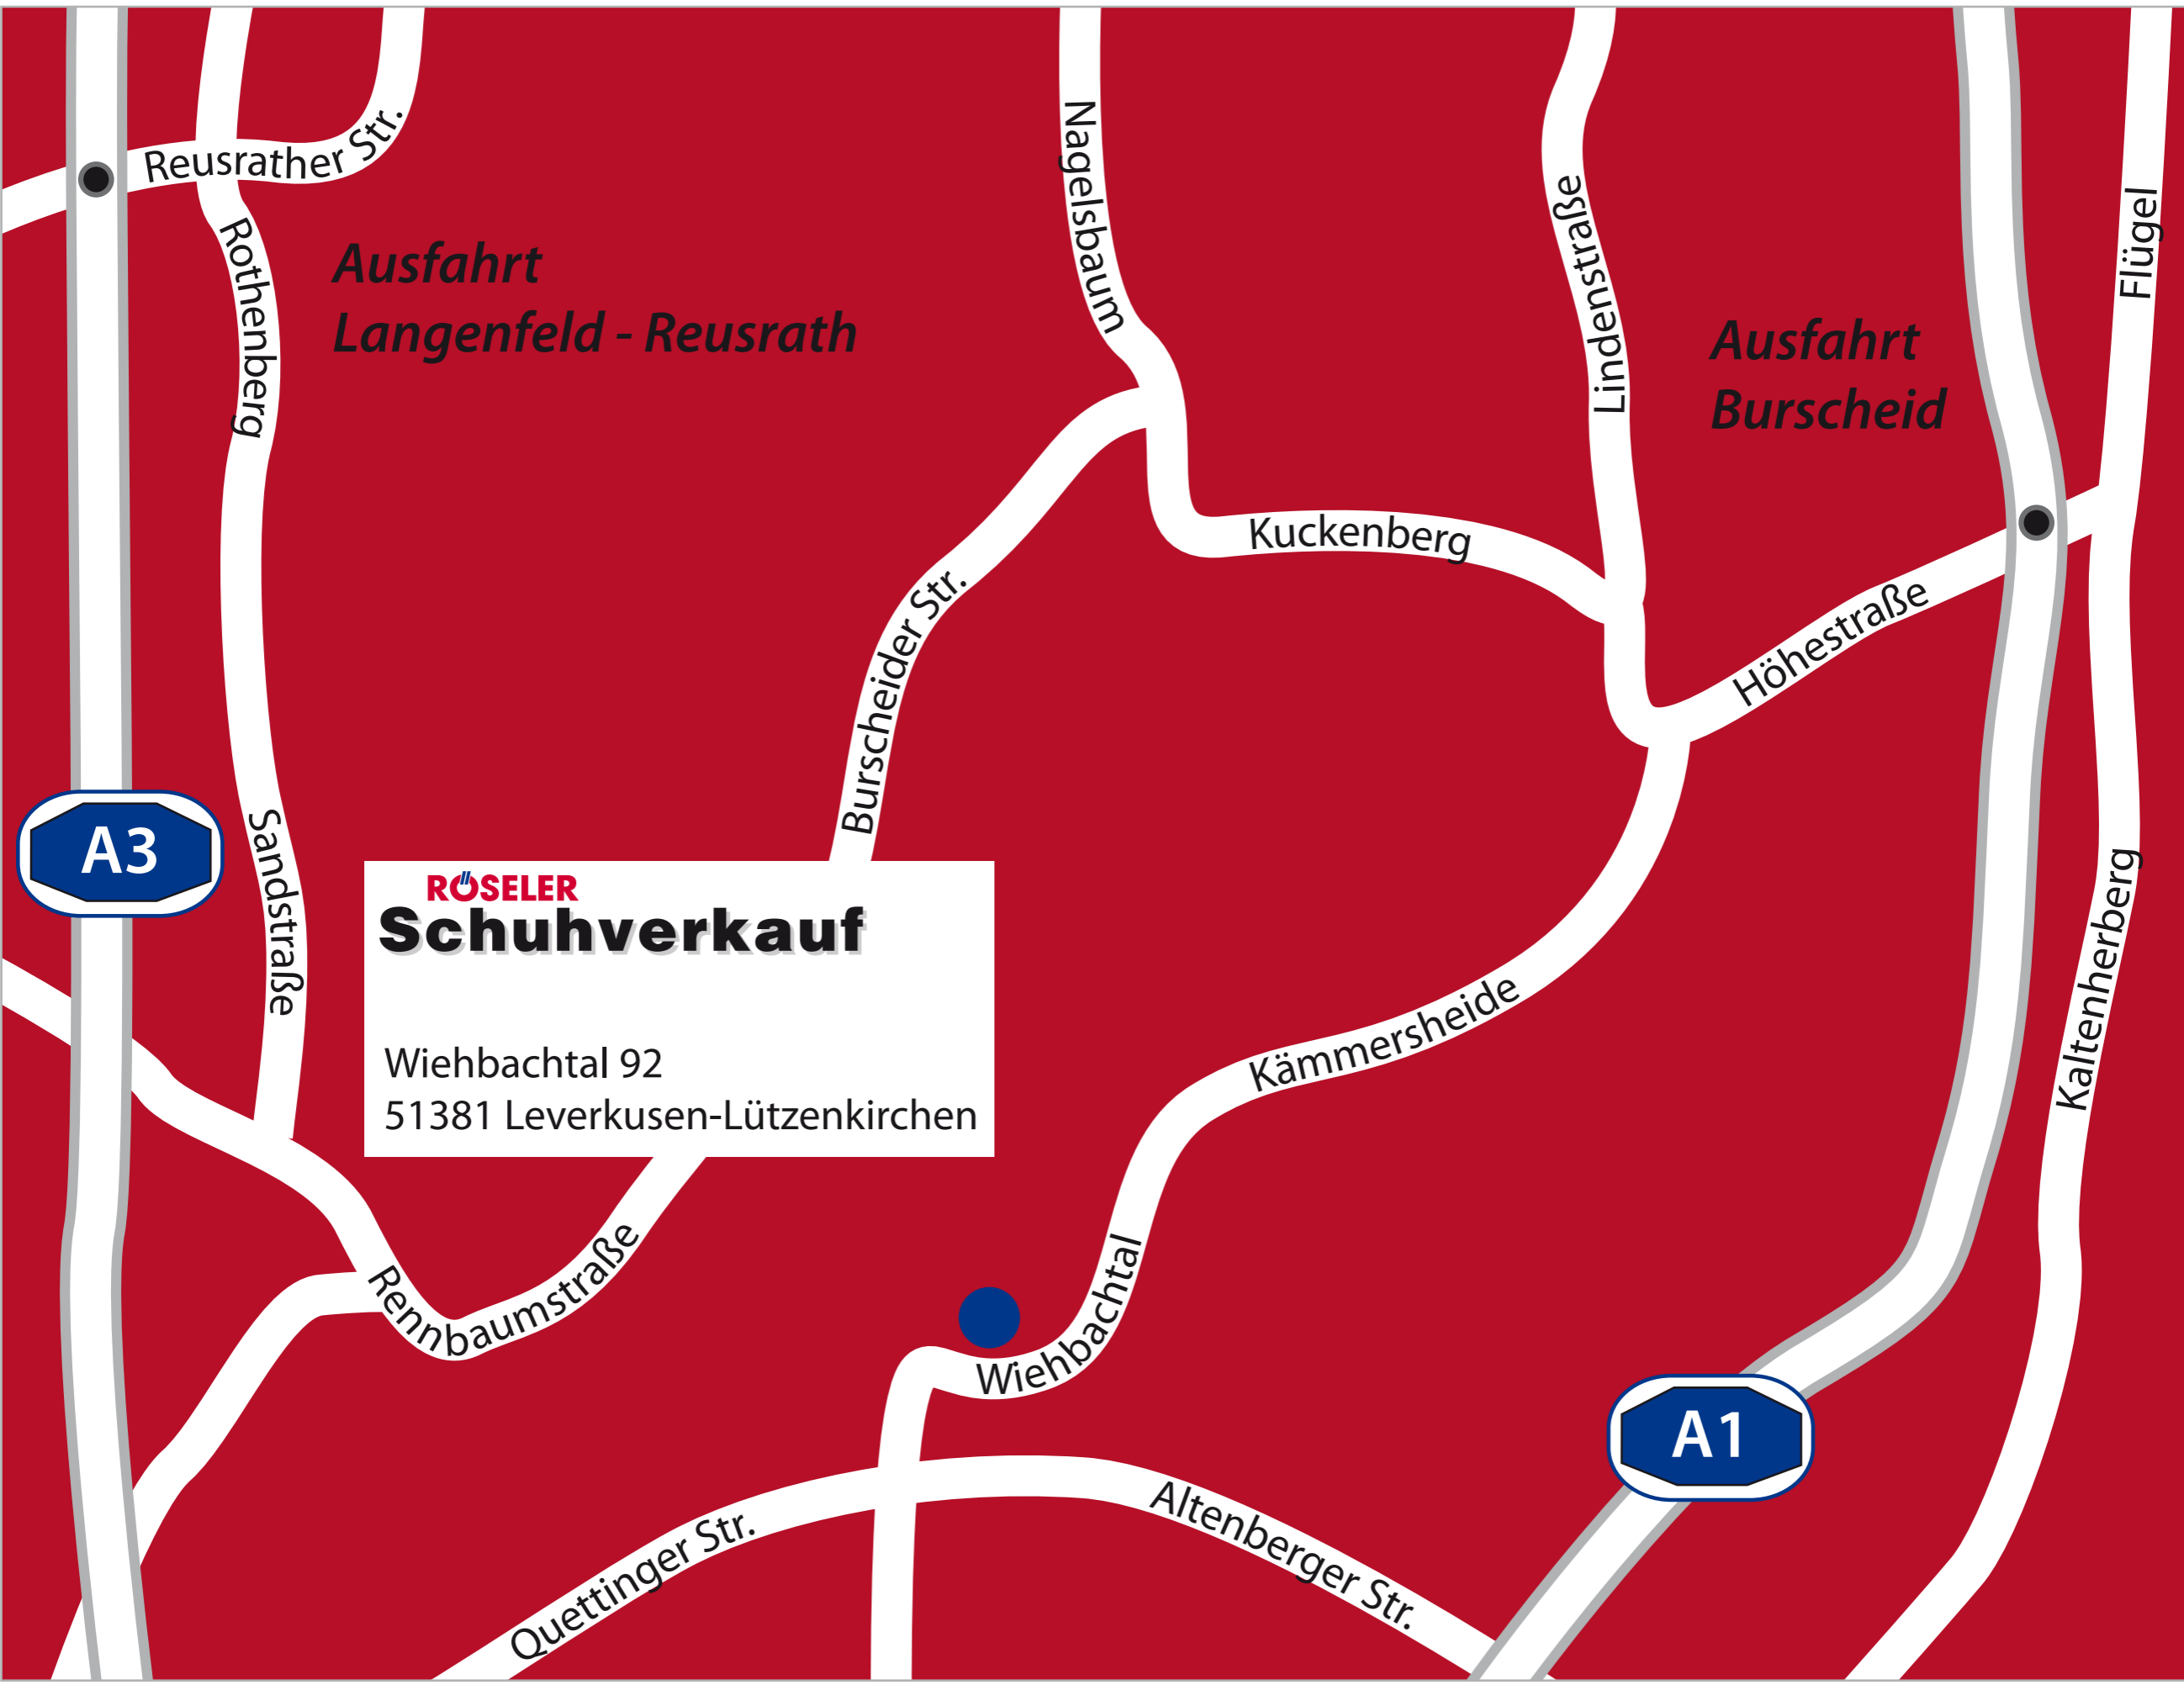 Reusrather Str.
Rothenberg
Ausfahrt
Langenfeld - Reusrath
Nagelsbaum
Lindenstraße
Ausfahrt
Burscheid
Flügel
Kuckenberg
Höhestraße
Burscheider Str.
A3
Sandstraße
RÖSELER
Schuhverkauf
Wiehbachtal 92
51381 Leverkusen-Lützenkirchen
Kämmersheide
Kaltenherberg
Rennbaumstraße
Wiehbachtal
A1
Quettinger Str.
Altenberger Str.